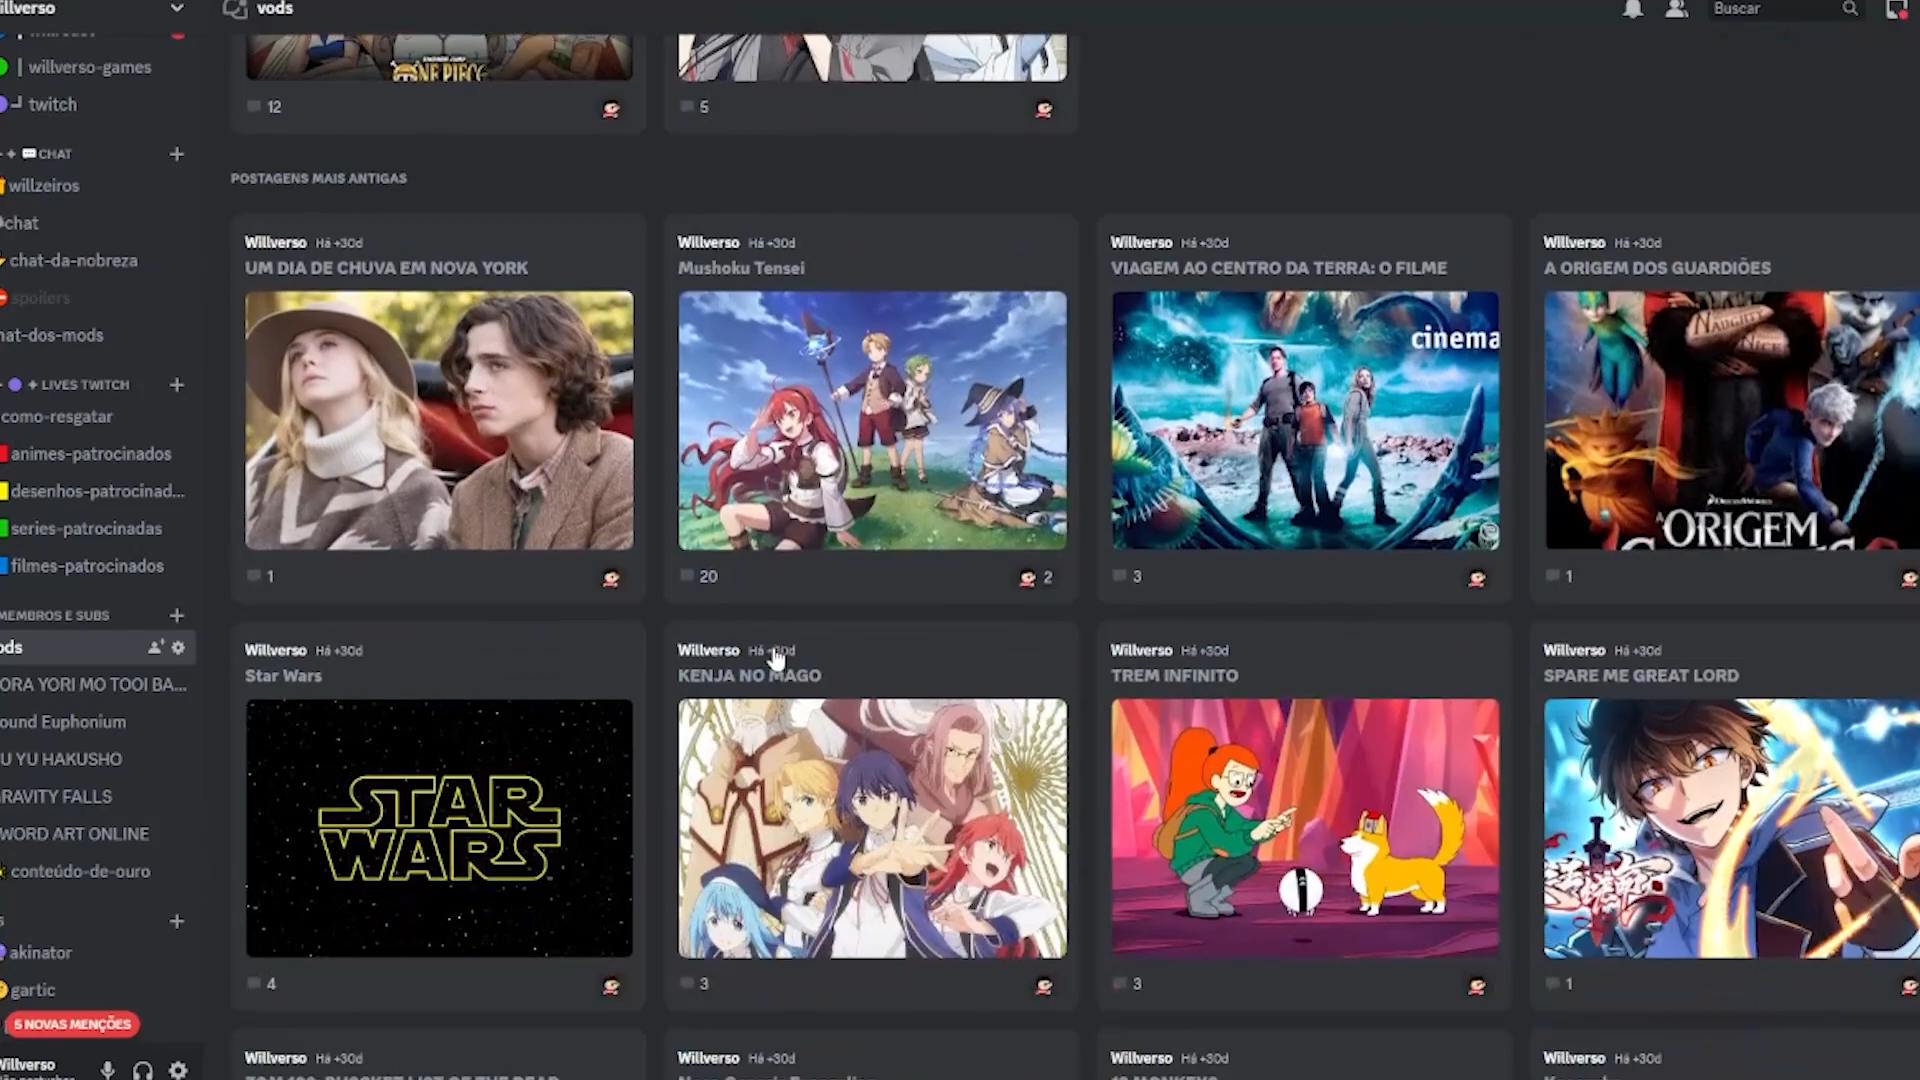 illverso
vods
Buscar
willverso-games
twitch
CHAT
willzeiros
chat
chat-da-nobreza
spoilers
hat-dos-mods
LIVES TWITCH
como-resgatar
animes-patrocinados
desenhos-patrocinad...
series-patrocinadas
filmes-patrocinados
MEMBROS E SUBS
ods
ORA YORI MO TOOI BA...
ound Euphonium
U YU HAKUSHO
RAVITY FALLS
WORD ART ONLINE
conteúdo-de-ouro
akinator
gartic
5 NOVAS MENÇÕES
Willverso
ONE PIECE
12
5
POSTAGENS MAIS ANTIGAS
Willverso Há +30d
UM DIA DE CHUVA EM NOVA YORK
1
Willverso Há +30d
Mushoku Tensei
20
2
Willverso Há +30d
VIAGEM AO CENTRO DA TERRA: O FILME
cinema
3
Willverso Há +30d
A ORIGEM DOS GUARDIÕES
NAUGHTY
NICE
DREAMWORKS
A ORIGEM
1
Willverso Há +30d
Star Wars
STAR
WARS
4
Willverso Há +30d
KENJA NO MAGO
3
Willverso Há +30d
TREM INFINITO
3
Willverso Há +30d
SPARE ME GREAT LORD
1
Willverso Há +30d
Willverso Há +30d
Willverso Há +30d
Willverso Há +30d